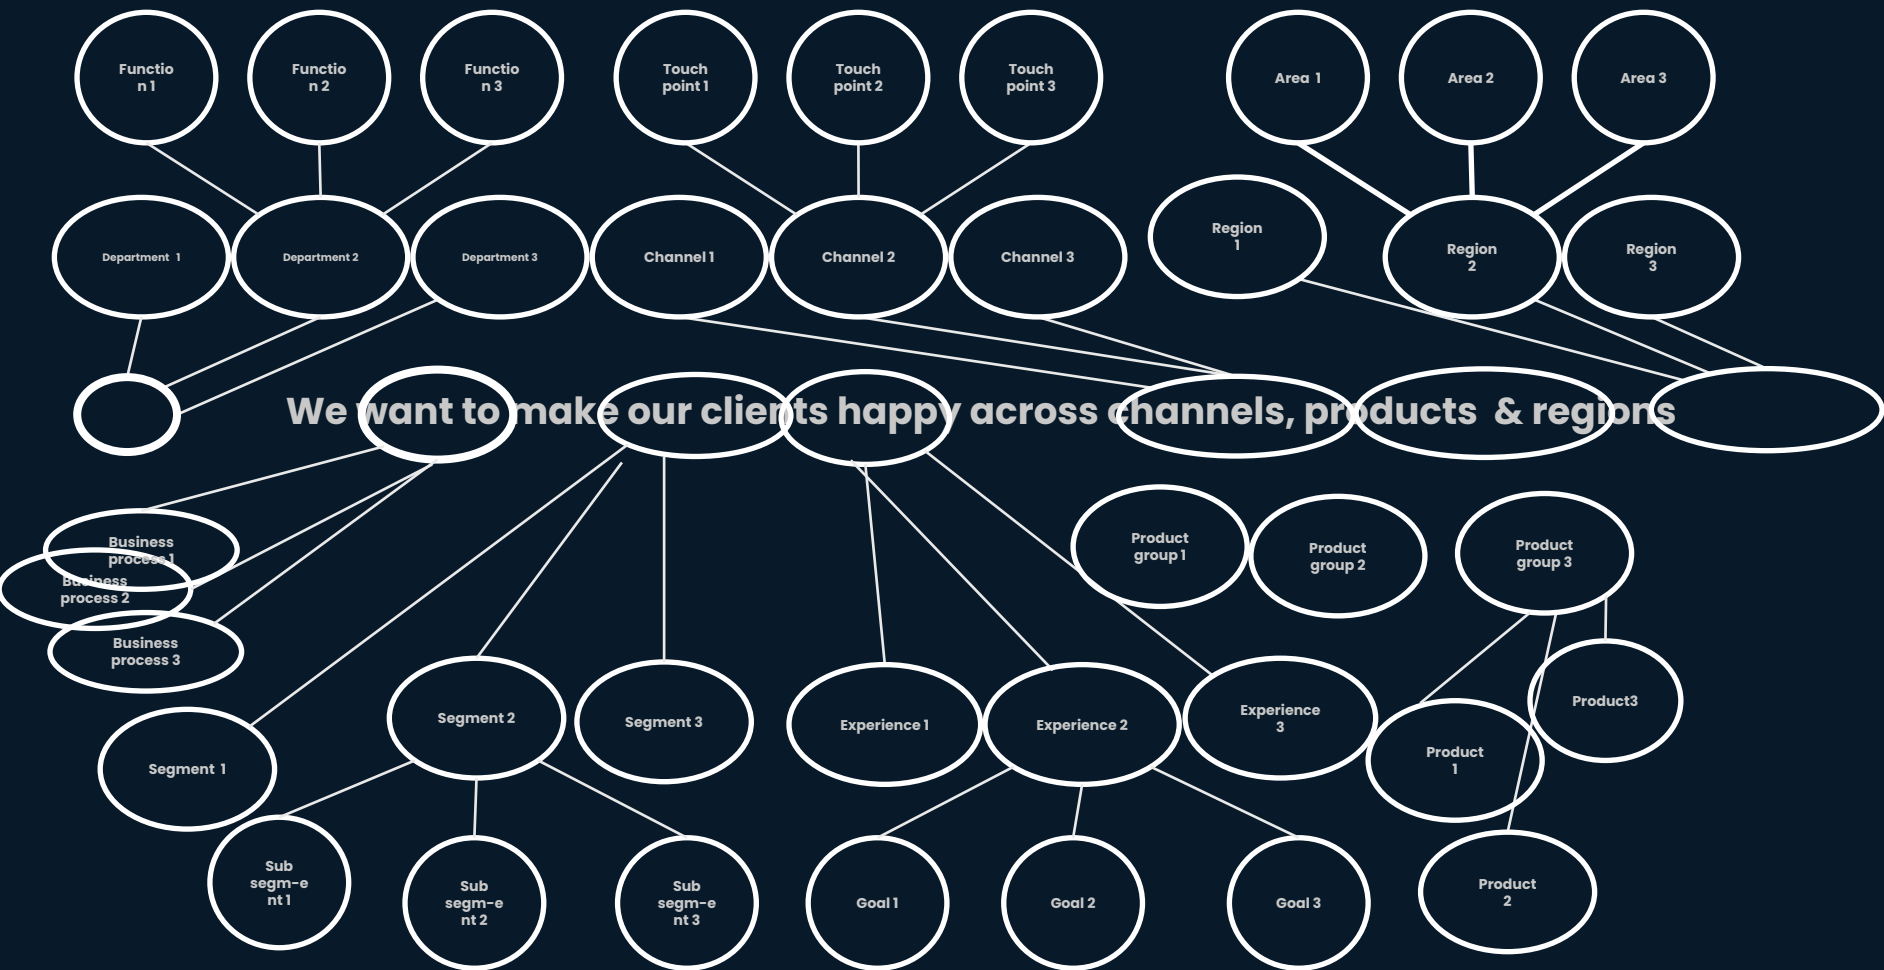 Functio
n 1
Functio
n 2
Functio
n 3
Touch
point 1
Touch
point 2
Touch
point 3
Area  1
Area 2
Area 3
Department  1
Department 2
Department 3
Channel 1
Channel 2
Channel 3
Region
1
Region
2
Region
3
We want to make our clients happy across channels, products  & regions
Business
process 1
Business
process 2
Business
process 3
Product
group 1
Product
group 2
Product
group 3
Segment  1
Segment 2
Segment 3
Experience 1
Experience 2
Experience
3
Product
1
Product3
Sub
segm-e
nt 1
Sub
segm-e
nt 2
Sub
segm-e
nt 3
Goal 1
Goal 2
Goal 3
Product
2